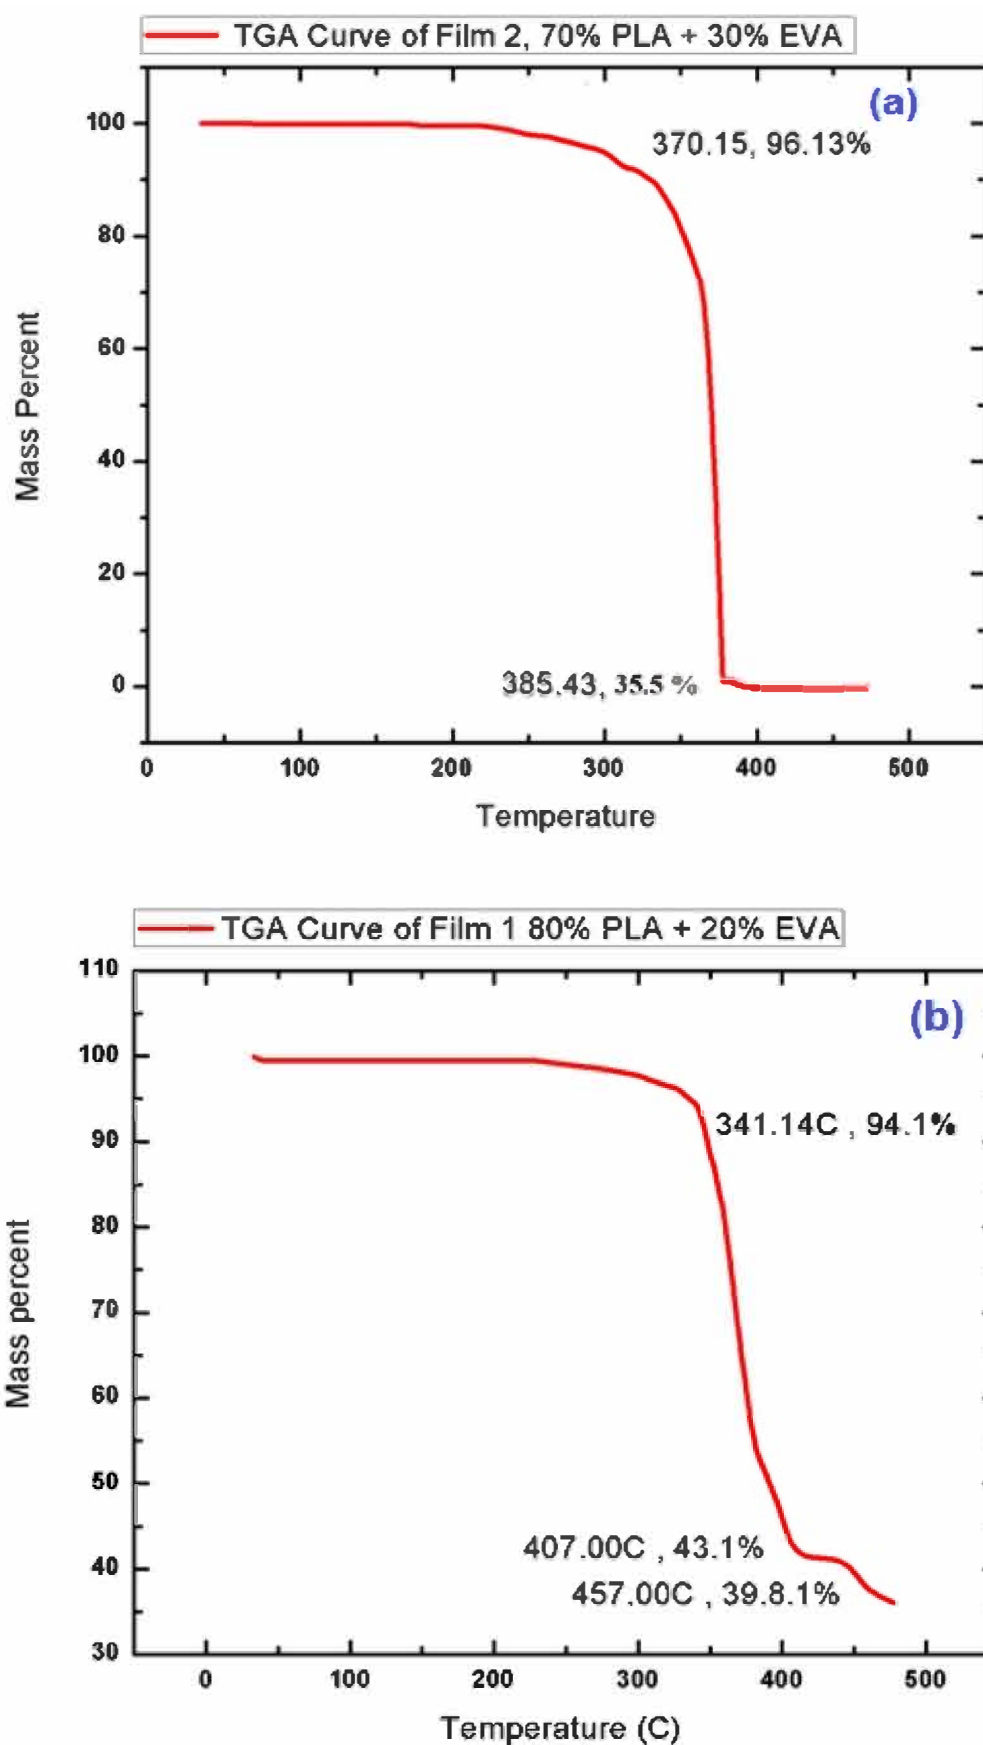 TGA Curve of Film 2, 70% PLA + 30% EVA
(a)
100
370.15, 96.13%
80
60
Mass Percent
40
20
385.43, 35.5 %
0
0 100 200 300 400 500
Temperature
TGA Curve of Film 1 80% PLA + 20% EVA
110
(b)
100
341.14C , 94.1%
90
80
Mass percent
70
60
50
407.00C , 43.1%
40
457.00C , 39.8.1%
30
0 100 200 300 400 500
Temperature (C)